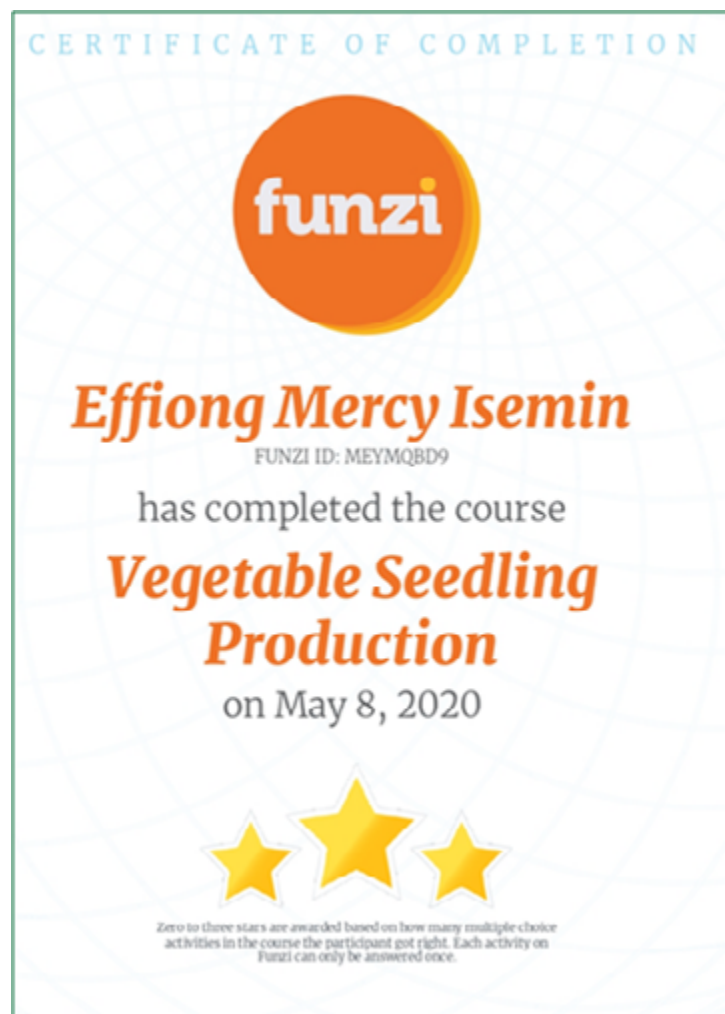 CERTIFICATE OF COMPLETION
funzi
Effiong Mercy Isemin
FUNZI ID: MEYMQBD9
has completed the course
Vegetable Seedling
Production
on May 8, 2020
Zero to three stars are awarded based on how many multiple choice
activities in the course the participant got right. Each activity on
Funzi can only be answered once.